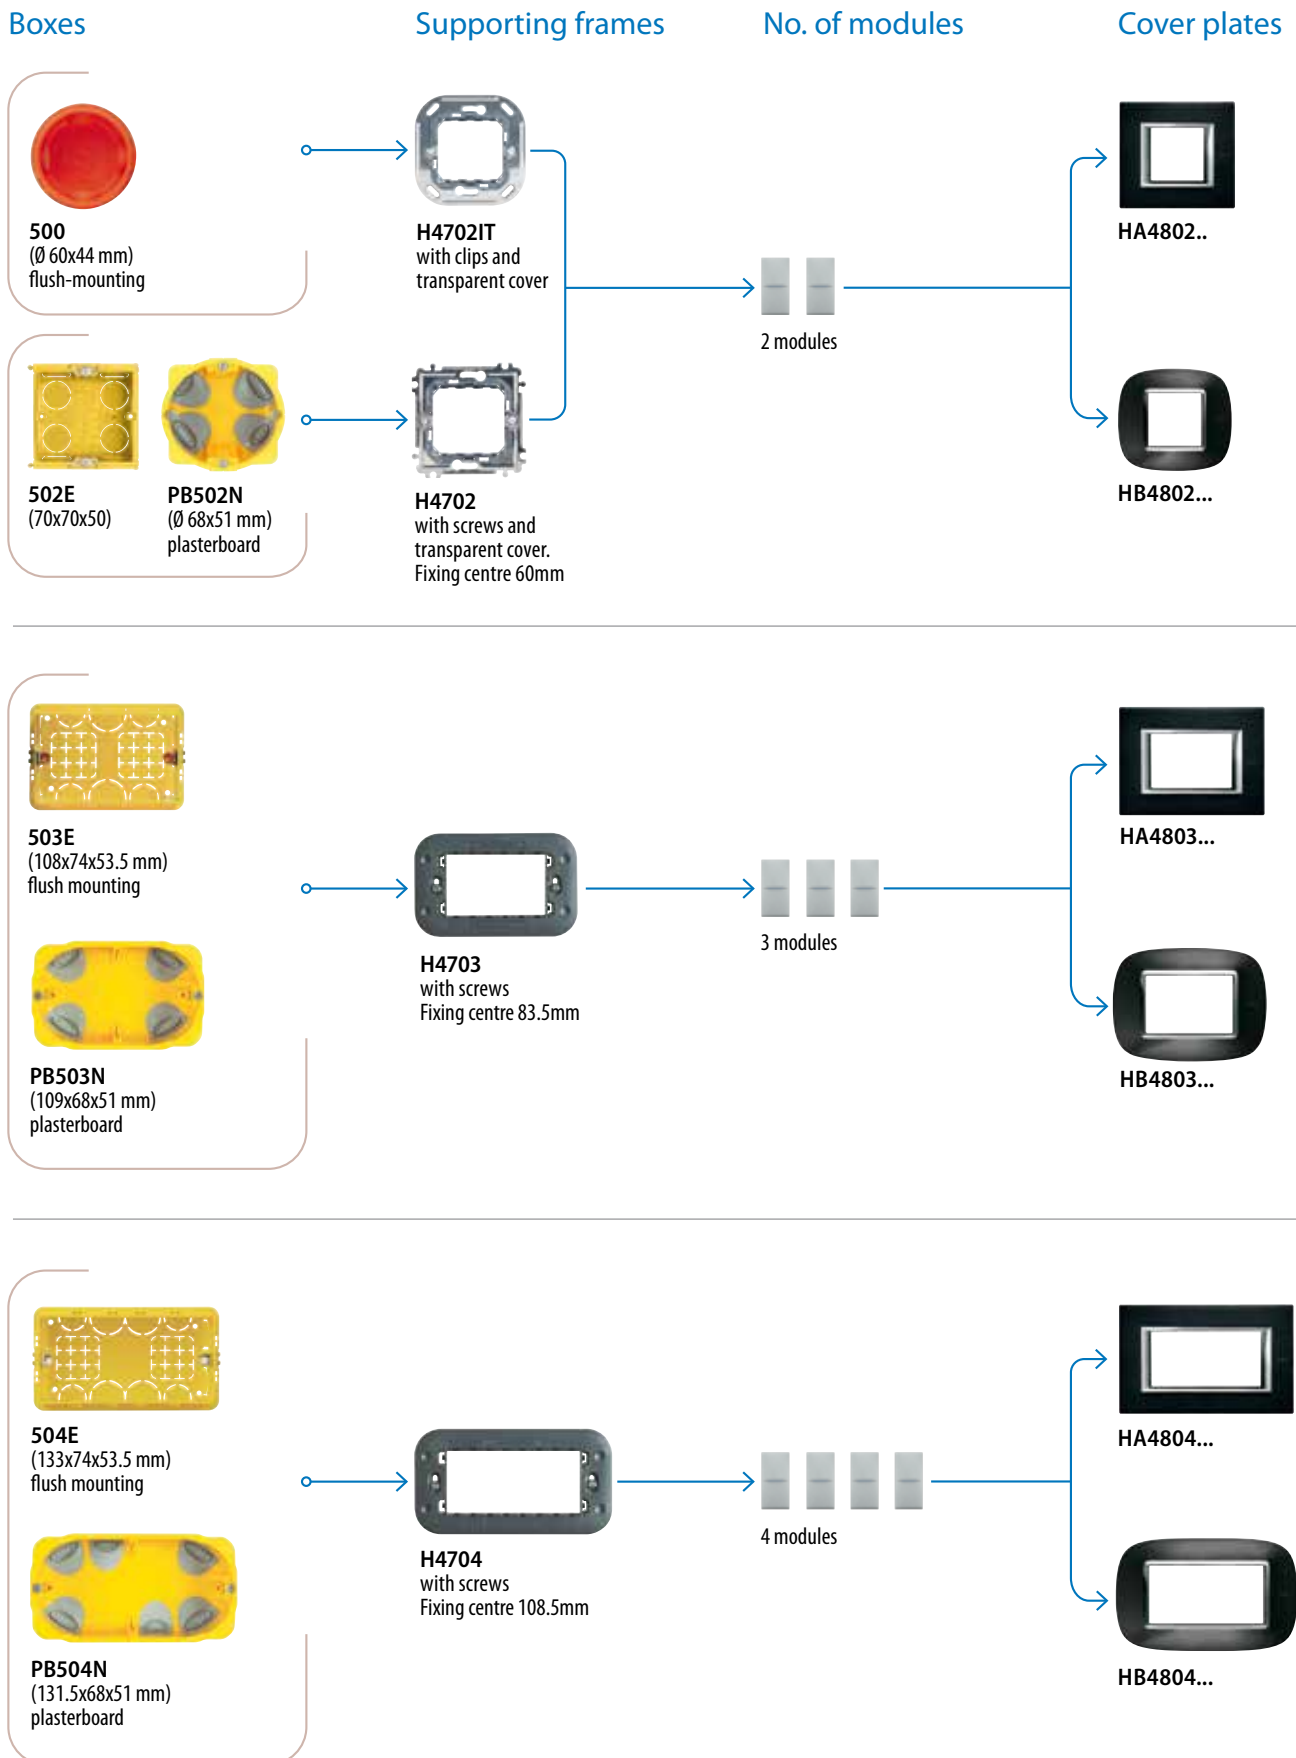 Boxes
Supporting frames
No. of modules
Cover plates
500
(Ø 60x44 mm)
flush-mounting
H4702IT
with clips and
transparent cover
HA4802..
2 modules
502E
(70x70x50)
PB502N
(Ø 68x51 mm)
plasterboard
H4702
with screws and
transparent cover.
Fixing centre 60mm
HB4802...
503E
(108x74x53.5 mm)
flush mounting
HA4803...
H4703
with screws
Fixing centre 83.5mm
3 modules
PB503N
(109x68x51 mm)
plasterboard
HB4803...
504E
(133x74x53.5 mm)
flush mounting
HA4804...
H4704
with screws
Fixing centre 108.5mm
4 modules
PB504N
(131.5x68x51 mm)
plasterboard
HB4804...